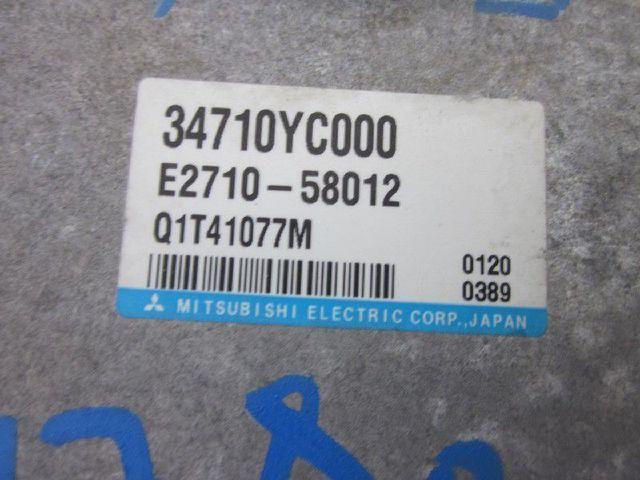 34710YC000
E2710-58012
Q1T41077M
0120
0389
MITSUBISHI ELECTRIC CORP., JAPAN